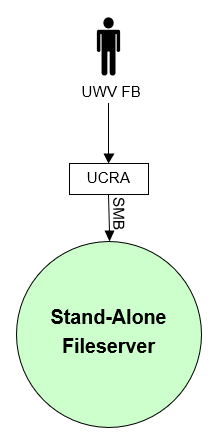 UWV FB
UCRA
SMB
Stand-Alone
Fileserver